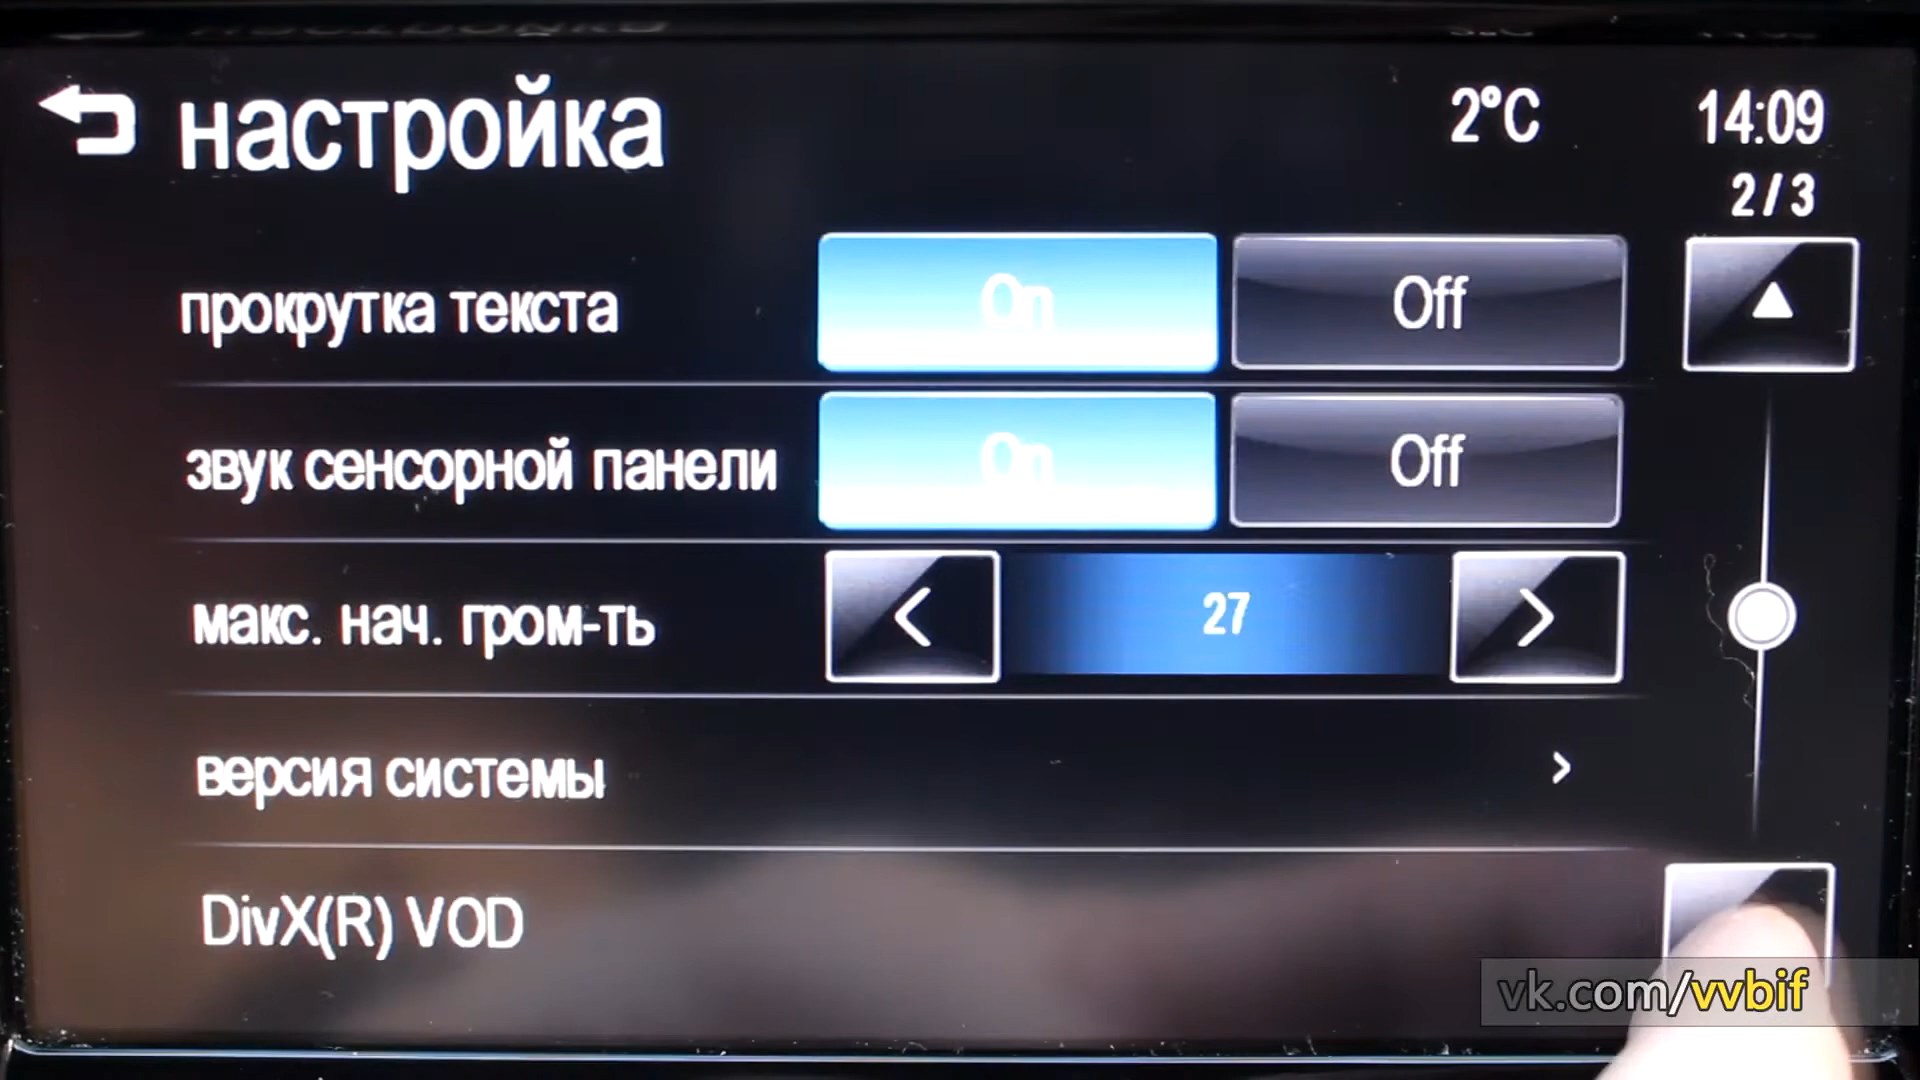 настройка
2°C
14:09
2/3
прокрутка текста
On
Off
звук сенсорной панели
On
Off
макс. нач. гром-ть
27
версия системы
DivX(R) VOD
vk.com/vvbif